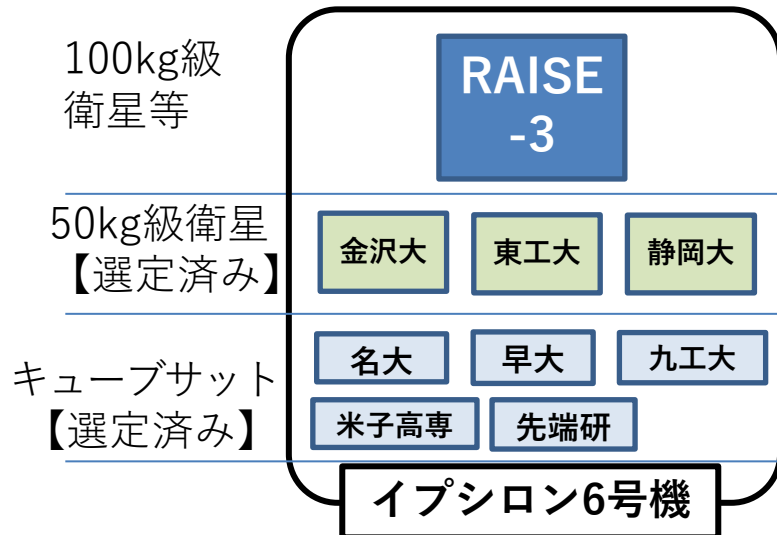 100kg級
衛星等
RAISE
-3
50kg級衛星
【選定済み】
金沢大
東工大
静岡大
キューブサット
【選定済み】
名大
早大
九工大
米子高専
先端研
イプシロン6号機